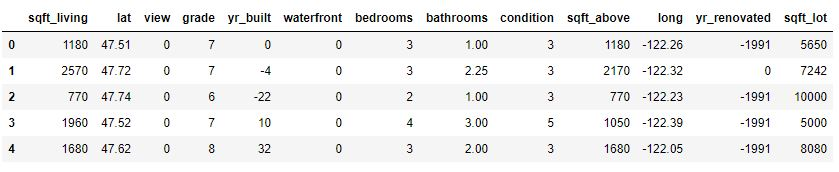 sqft_living lat view grade yr_built waterfront bedrooms bathrooms condition sqft_above long yr_renovated sqft_lot
0 1180 47.51 0 7 0 0 3 1.00 3 1180 -122.26 -1991 5650
1 2570 47.72 0 7 -4 0 3 2.25 3 2170 -122.32 0 7242
2 770 47.74 0 6 -22 0 2 1.00 3 770 -122.23 -1991 10000
3 1960 47.52 0 7 10 0 4 3.00 5 1050 -122.39 -1991 5000
4 1680 47.62 0 8 32 0 3 2.00 3 1680 -122.05 -1991 8080